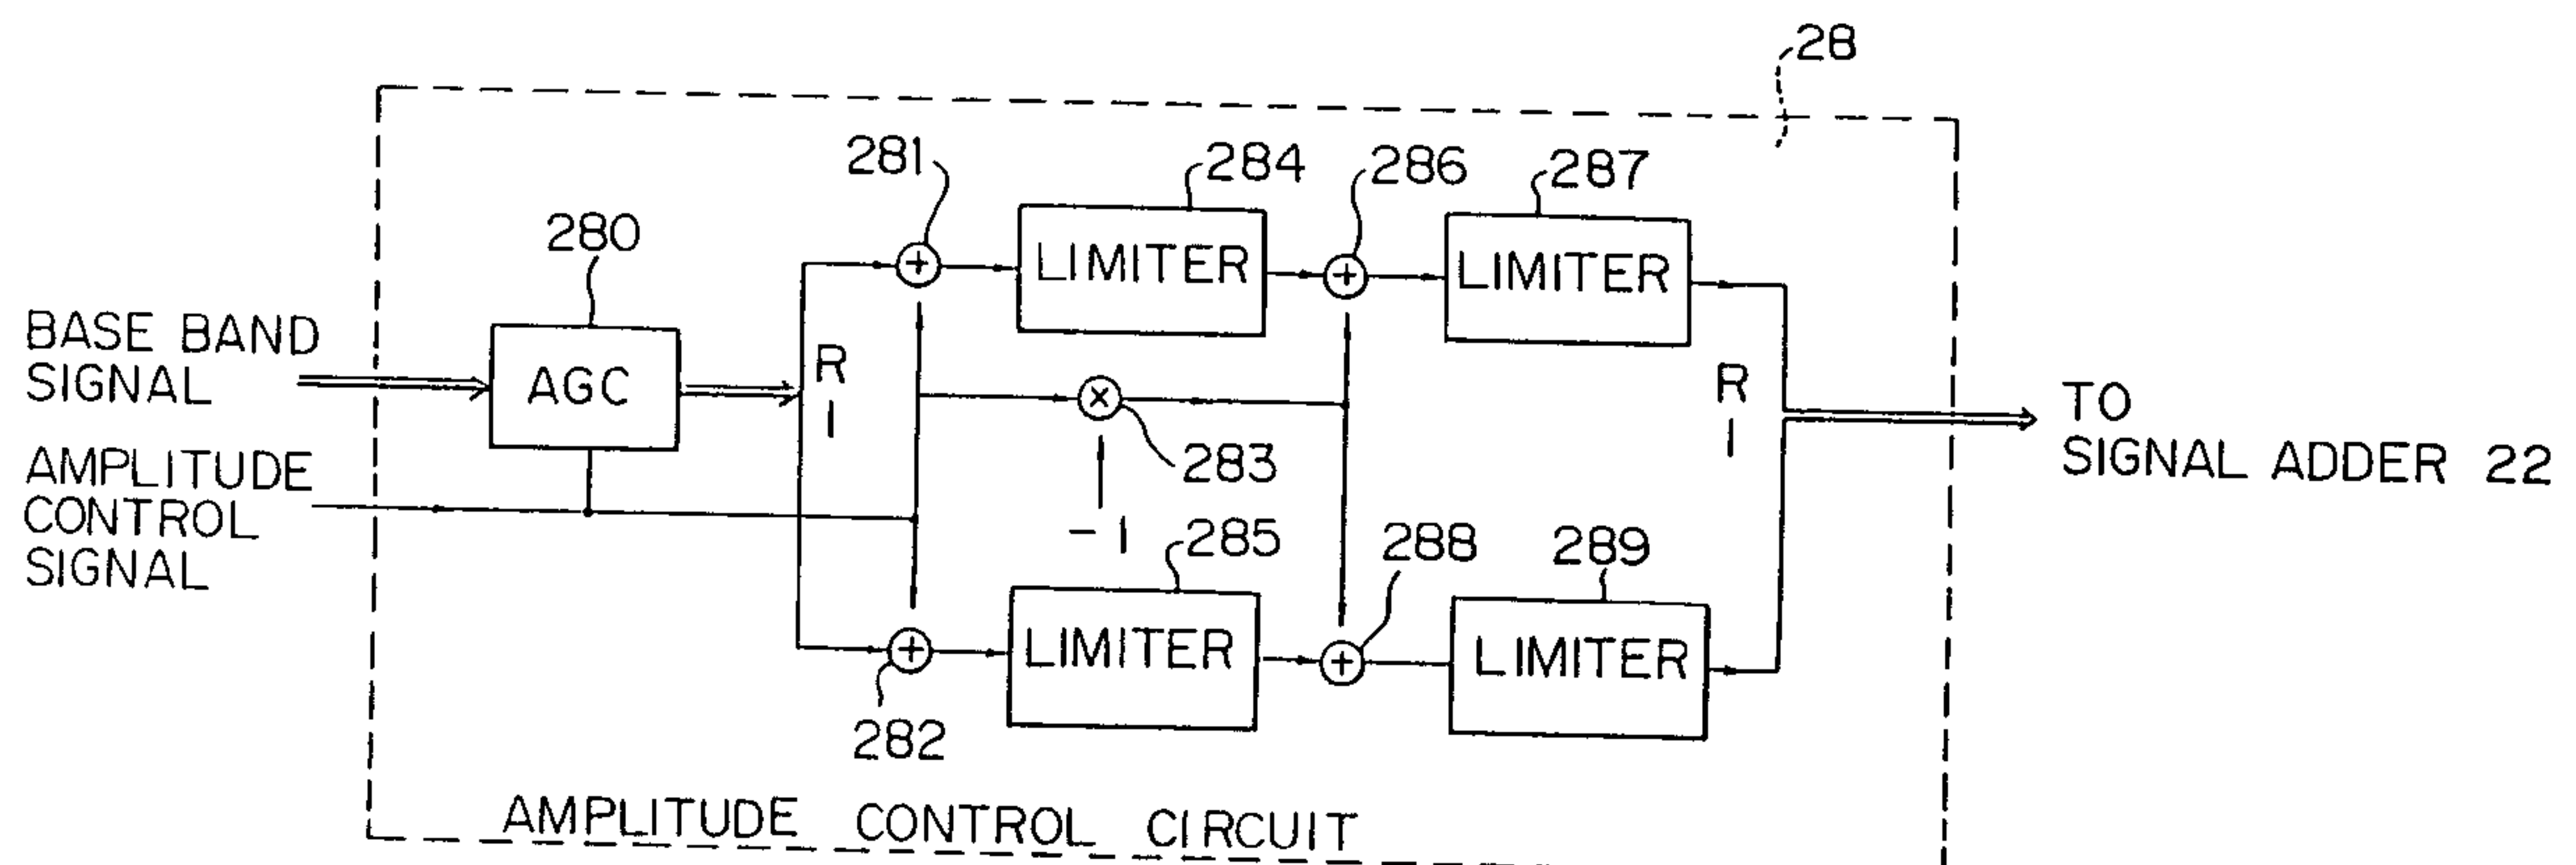 28
281
284
286
287
280
+
LIMITER
+
LIMITER
BASE BAND
SIGNAL
AGC
R
I
×
283
-1
R
I
TO
SIGNAL ADDER 22
AMPLITUDE
CONTROL
SIGNAL
285
288
289
+
LIMITER
+
LIMITER
282
AMPLITUDE CONTROL CIRCUIT